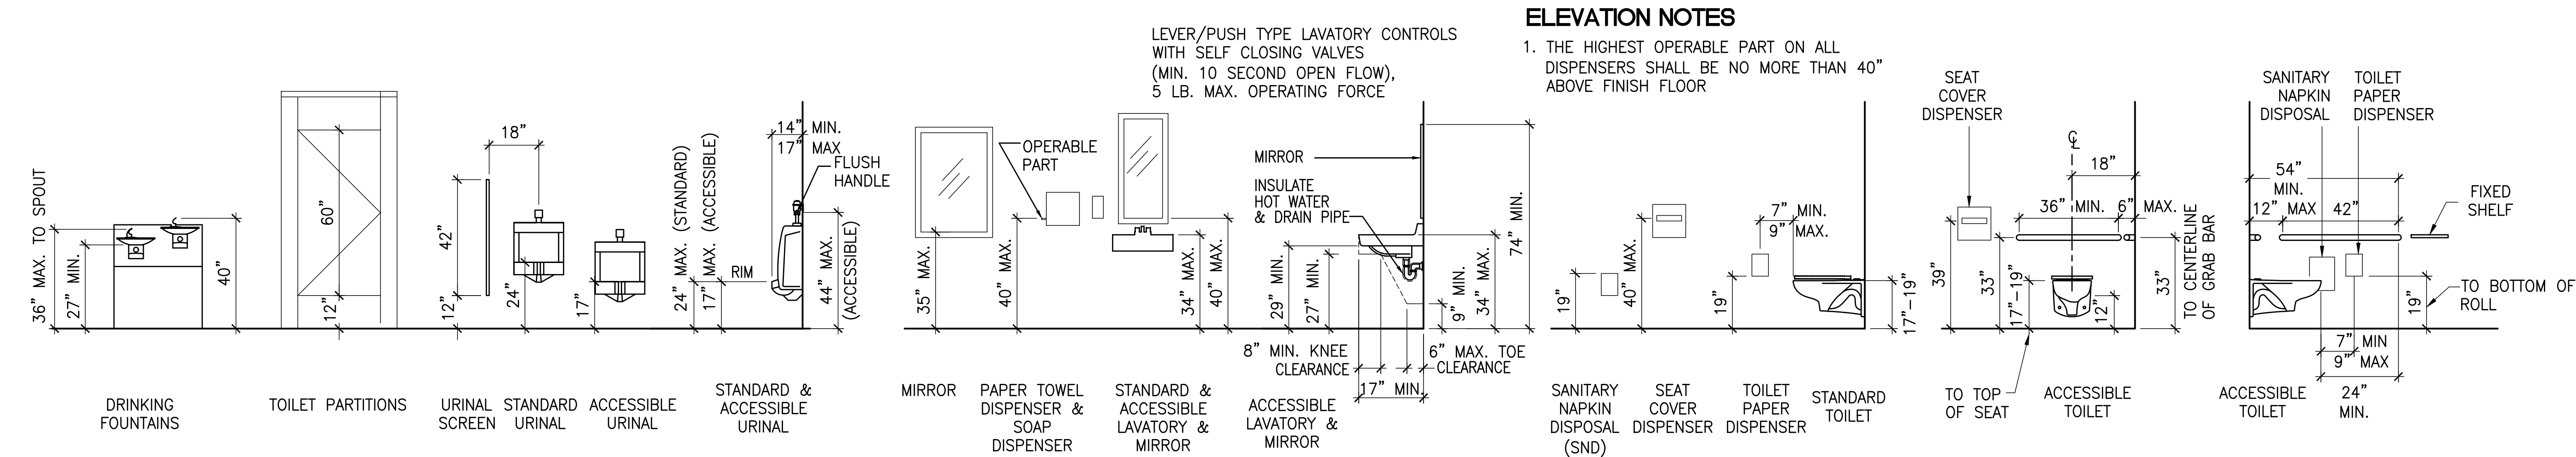 ELEVATION NOTES
1. THE HIGHEST OPERABLE PART ON ALL
DISPENSERS SHALL BE NO MORE THAN 40"
ABOVE FINISH FLOOR
36" MAX. TO SPOUT
27" MIN.
40"
DRINKING
FOUNTAINS
60"
12"
TOILET PARTITIONS
18"
42"
12"
24"
17"
URINAL
SCREEN
STANDARD
URINAL
ACCESSIBLE
URINAL
24" MAX. (STANDARD)
17" MAX. (ACCESSIBLE)
14" MIN.
17" MAX
FLUSH
HANDLE
RIM
44" MAX.
(ACCESSIBLE)
STANDARD &
ACCESSIBLE
URINAL
35" MAX.
MIRROR
OPERABLE
PART
40" MAX.
PAPER TOWEL
DISPENSER &
SOAP
DISPENSER
34" MAX.
40" MAX.
STANDARD &
ACCESSIBLE
LAVATORY &
MIRROR
LEVER/PUSH TYPE LAVATORY CONTROLS
WITH SELF CLOSING VALVES
(MIN. 10 SECOND OPEN FLOW),
5 LB. MAX. OPERATING FORCE
MIRROR
INSULATE
HOT WATER
& DRAIN PIPE
29" MIN.
27" MIN.
9" MIN.
34" MAX.
74" MIN.
8" MIN. KNEE
CLEARANCE
6" MAX. TOE
CLEARANCE
17" MIN.
ACCESSIBLE
LAVATORY &
MIRROR
19"
SANITARY
NAPKIN
DISPOSAL
(SND)
40" MAX.
SEAT
COVER
DISPENSER
7" MIN.
9" MAX.
19"
TOILET
PAPER
DISPENSER
17"-19"
STANDARD
TOILET
SEAT
COVER
DISPENSER
℄
18"
36" MIN.
6" MAX.
39"
33"
17"-19"
12"
33"
TO CENTERLINE
OF GRAB BAR
TO TOP
OF SEAT
ACCESSIBLE
TOILET
SANITARY
NAPKIN
DISPOSAL
TOILET
PAPER
DISPENSER
54"
MIN.
12" MAX
42"
FIXED
SHELF
19"
TO BOTTOM OF
ROLL
7" MIN
9" MAX
24"
MIN.
ACCESSIBLE
TOILET